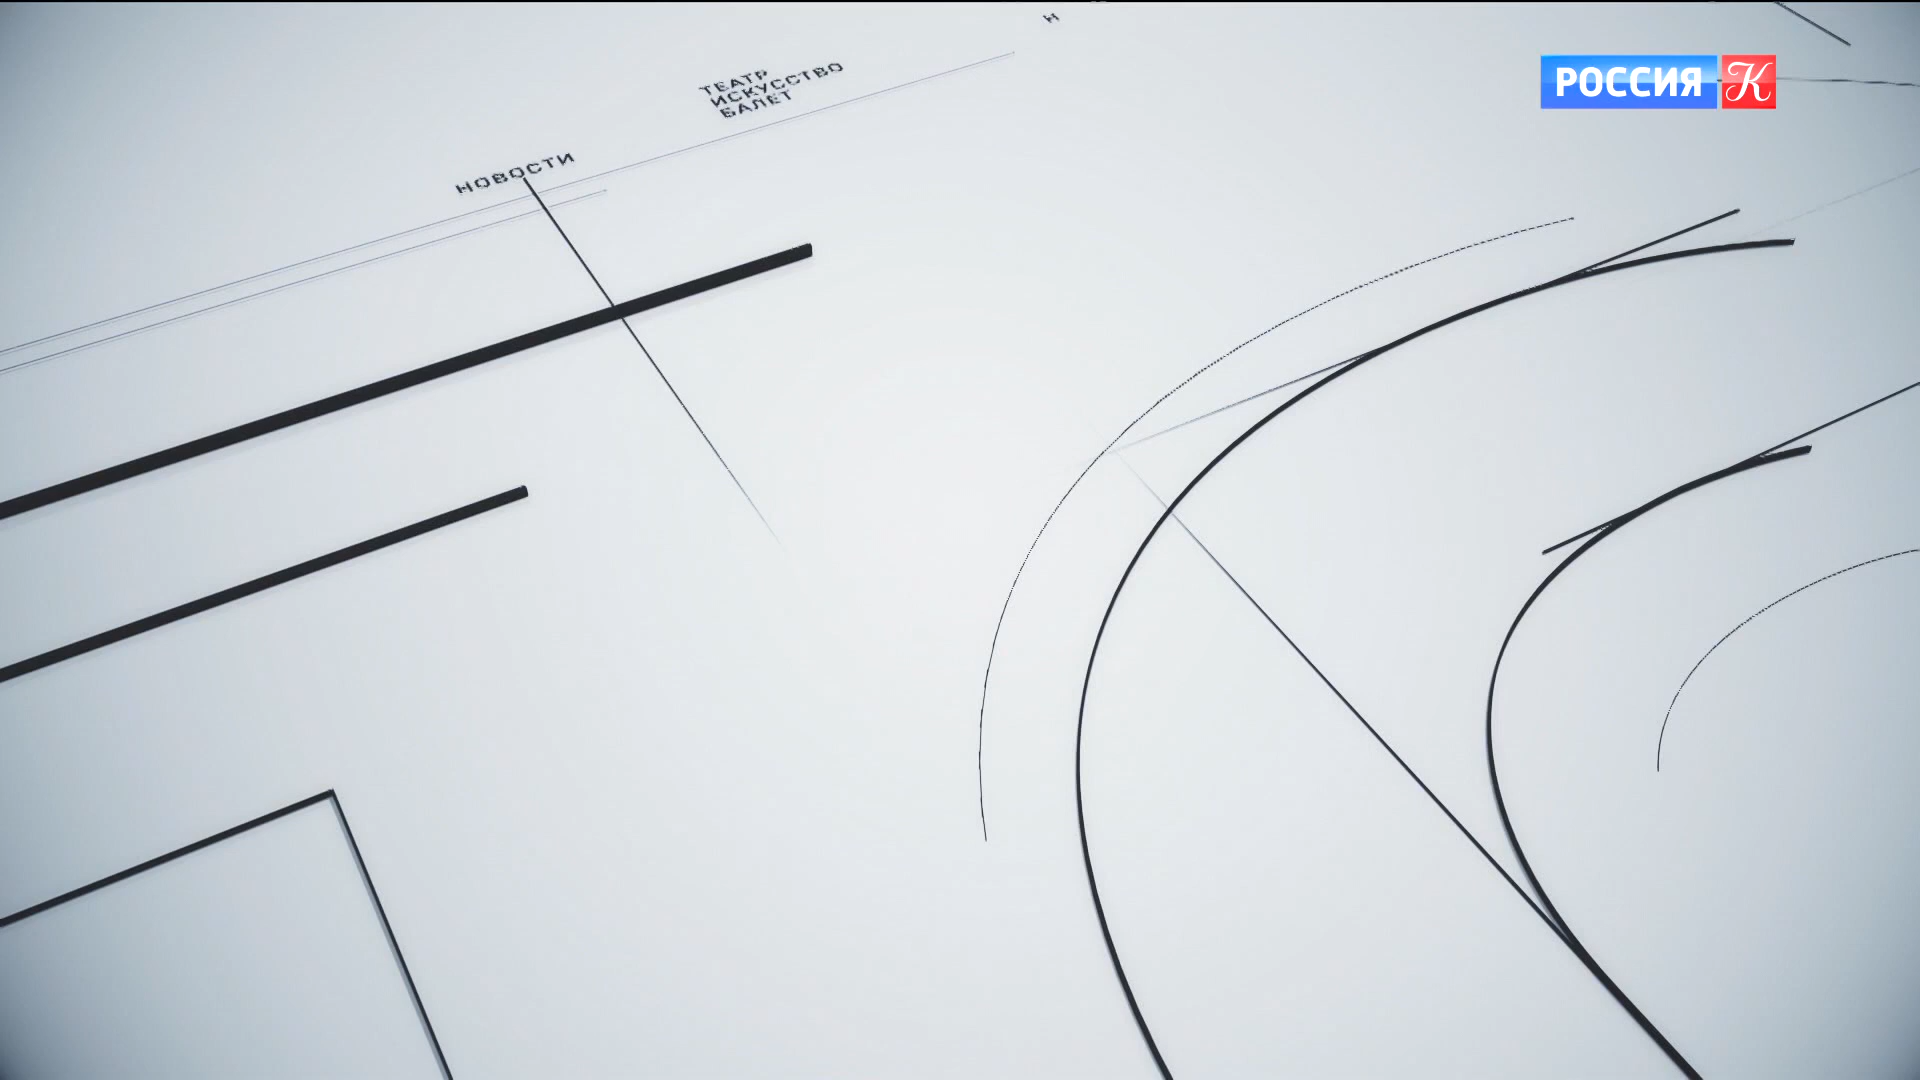 Н
РОССИЯ К
ТЕАТР
ИСКУССТВО
БАЛЕТ
НОВОСТИ